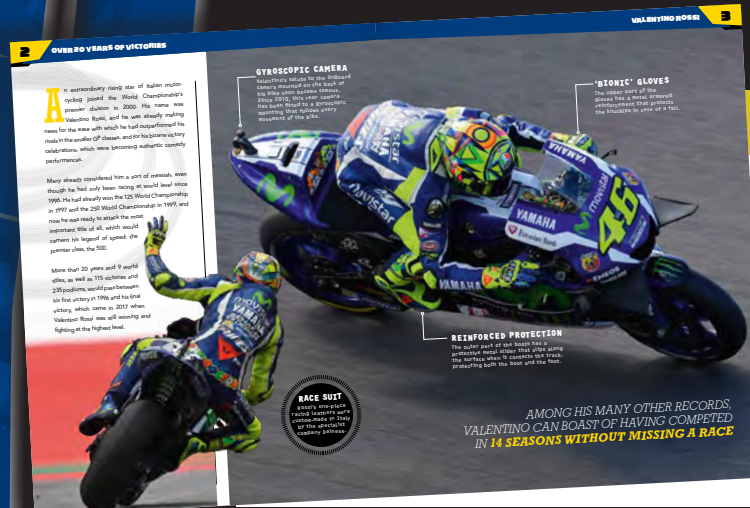 2
OVER 20 YEARS OF VICTORIES
VALENTINO ROSSI
3
An extraordinary rising star of Italian motor-
cycling joined the World Championship's
premier division in 2000. His name was
Valentino Rossi, and he was already making
news for the ease with which he had outperformed his
rivals in the smaller GP classes, and for his bizarre victory
celebrations, which were becoming authentic comedy
performances.
Many already considered him a sort of messiah, even
though he had only been racing at world level since
1996. He had already won the 125 World Championship
in 1997 and the 250 World Championship in 1999, and
now he was ready to attack the most
important title of all, which would
cement his legend of speed: the
premier class, the 500.
More than 20 years and 9 world
titles, as well as 115 victories and
235 podiums, would pass between
his first victory in 1996 and his final
victory, which came in 2017 when
Valentino Rossi was still winning and
fighting at the highest level.
GYROSCOPIC CAMERA
Valentino's salute to the onboard
camera mounted on the back of
his bike soon became famous.
Since 2010, this year camera
has been fitted to a gyroscopic
mounting that follows every
movement of the bike.
'BIONIC' GLOVES
The upper part of the
gloves has a metal armored
reinforcement that protects
the knuckles in case of a fall.
REINFORCED PROTECTION
The outer part of the boots has a
protective metal slider that slips along
the surface when it contacts the track,
protecting both the boot and the foot.
RACE SUIT
Rossi's one-piece
racing leathers were
custom-made in Italy
by the specialist
company Dainese.
AMONG HIS MANY OTHER RECORDS,
VALENTINO CAN BOAST OF HAVING COMPETED
IN 14 SEASONS WITHOUT MISSING A RACE
movistar
YAMAHA
movistar
YAMAHA
YAMAHA
movistar
46
YAMAHA
Eurasian Bank
ENEOS
movistar
YAMAHA